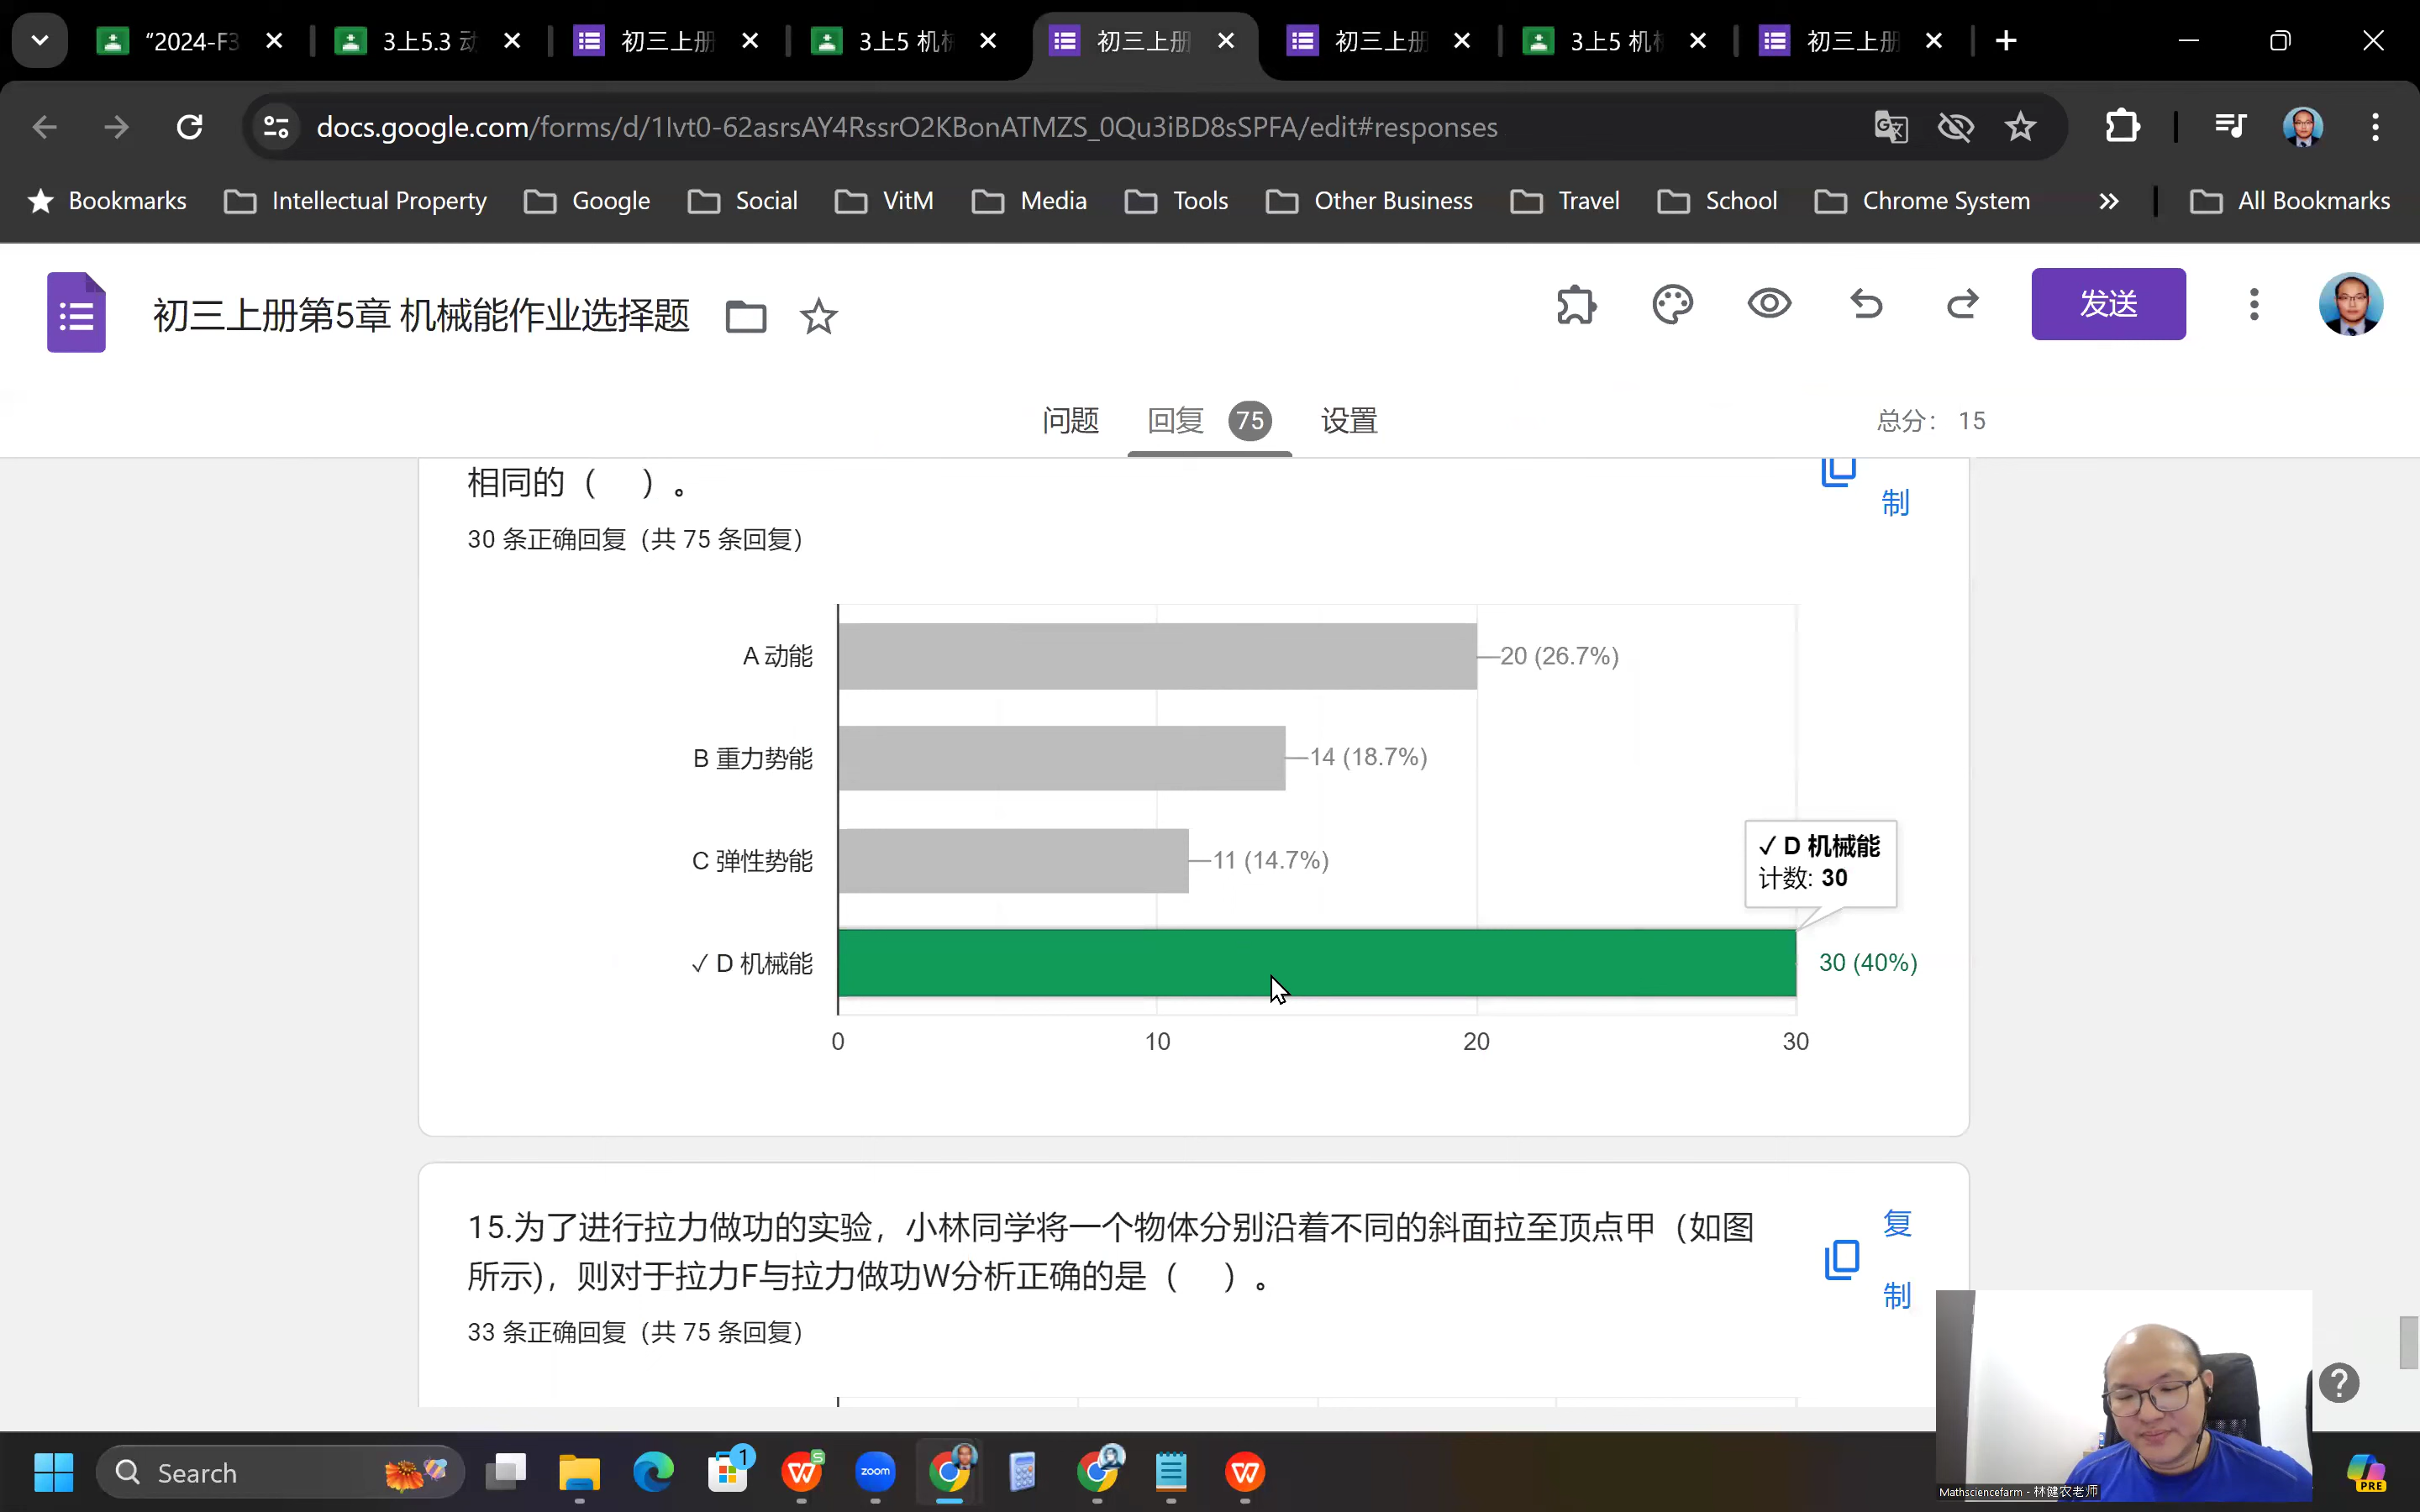 "2024-F3
3上5.3 动
初三上册
3上5 机械
初三上册
初三上册
3上5 机械
初三上册
docs.google.com/forms/d/1lvt0-62asrsAY4RssrO2KBonATMZS_0Qu3iBD8sSPFA/edit#responses
Bookmarks
Intellectual Property
Google
Social
VitM
Media
Tools
Other Business
Travel
School
Chrome System
All Bookmarks
初三上册第5章 机械能作业选择题
发送
问题
回复 75
设置
总分： 15
相同的（ ）。
制
30 条正确回复（共 75 条回复）
A 动能
20 (26.7%)
B 重力势能
14 (18.7%)
C 弹性势能
11 (14.7%)
✓ D 机械能
计数: 30
✓ D 机械能
30 (40%)
0 10 20 30
15.为了进行拉力做功的实验，小林同学将一个物体分别沿着不同的斜面拉至顶点甲（如图
所示)，则对于拉力F与拉力做功W分析正确的是（ ）。
复
制
33 条正确回复（共 75 条回复）
Search
1
zoom
PRE
Mathsciencefarm - 林健农老师